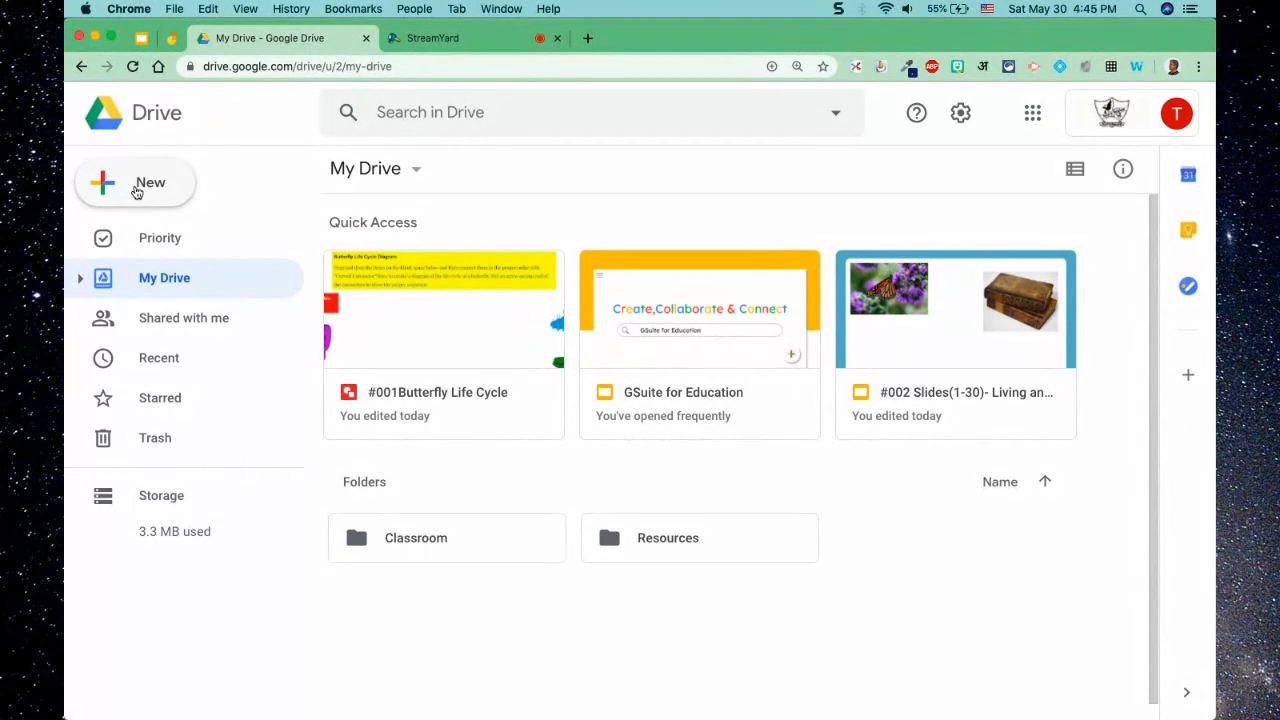 Chrome File Edit View History Bookmarks People Tab Window Help S 55% Sat May 30 4:45 PM
My Drive - Google Drive StreamYard
drive.google.com/drive/u/2/my-drive
Drive
Search in Drive
T
New
My Drive
Priority
My Drive
Shared with me
Recent
Starred
Trash
Storage
3.3 MB used
Quick Access
Butterfly Life Cycle Diagram
Create,Collaborate & Connect
GSuite for Education
#001Butterfly Life Cycle
You edited today
GSuite for Education
You've opened frequently
#002 Slides(1-30)- Living an...
You edited today
Folders
Name
Classroom
Resources
31
ABP